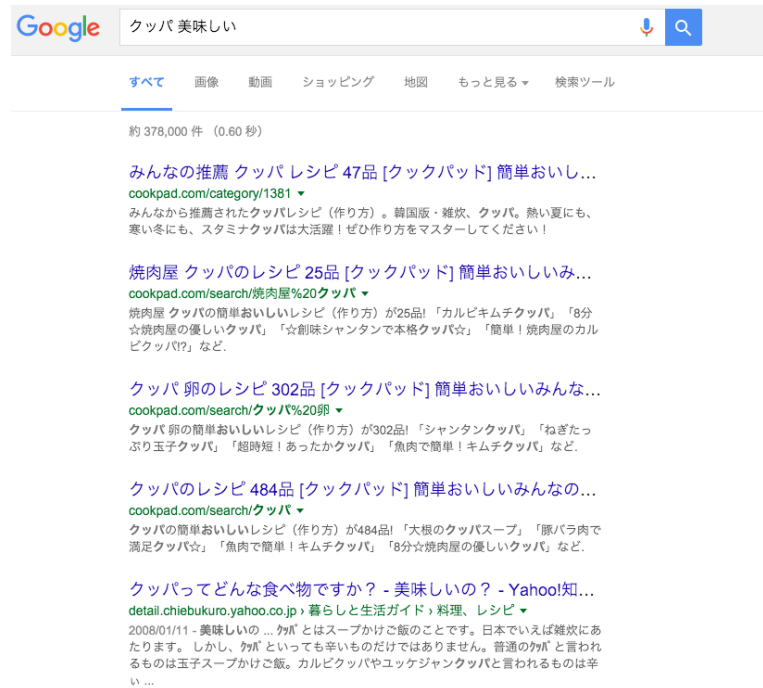 Google クッパ 美味しい
すべて 画像 動画 ショッピング 地図 もっと見る 検索ツール
約 378,000 件 （0.60 秒）
みんなの推薦 クッパ レシピ 47品 [クックパッド] 簡単おいし...
cookpad.com/category/1381
みんなから推薦されたクッパレシピ（作り方）。韓国版・雑炊、クッパ。熱い夏にも、
寒い冬にも、スタミナクッパは大活躍！ぜひ作り方をマスターしてください！
焼肉屋 クッパのレシピ 25品 [クックパッド] 簡単おいしいみ...
cookpad.com/search/焼肉屋%20クッパ
焼肉屋 クッパの簡単おいしいレシピ（作り方）が25品! 「カルビキムチクッパ」「8分
☆焼肉屋の優しいクッパ」「☆創味シャンタンで本格クッパ☆」「簡単！焼肉屋のカル
ビクッパ!?」など.
クッパ 卵のレシピ 302品 [クックパッド] 簡単おいしいみんな...
cookpad.com/search/クッパ%20卵
クッパ 卵の簡単おいしいレシピ（作り方）が302品! 「シャンタンクッパ」「ねぎたっ
ぷり玉子クッパ」「超時短！あったかクッパ」「魚肉で簡単！キムチクッパ」など.
クッパのレシピ 484品 [クックパッド] 簡単おいしいみんなの...
cookpad.com/search/クッパ
クッパの簡単おいしいレシピ（作り方）が484品! 「大根のクッパスープ」「豚バラ肉で
満足クッパ☆」「魚肉で簡単！キムチクッパ」「8分☆焼肉屋の優しいクッパ」など.
クッパってどんな食べ物ですか？ - 美味しいの？ - Yahoo!知...
detail.chiebukuro.yahoo.co.jp › 暮らしと生活ガイド › 料理、レシピ
2008/01/11 - 美味しいの ... ｸｯﾊﾟとはスープかけご飯のことです。日本でいえば雑炊にあ
たります。 しかし、ｸｯﾊﾟといっても辛いものだけではありません。普通のｸｯﾊﾟと言われ
るものは玉子スープかけご飯。カルビクッパやユッケジャンクッパと言われるものは辛
い ...